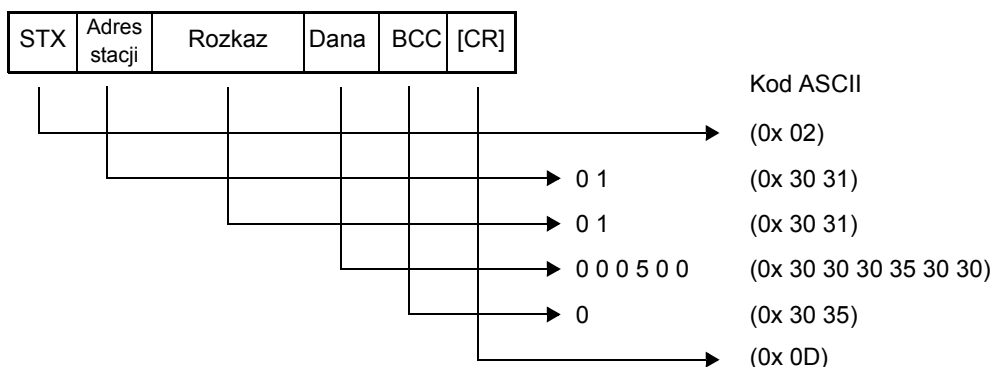 STX Adres stacji Rozkaz Dana BCC [CR]
Kod ASCII
(0x 02)
0 1 (0x 30 31)
0 1 (0x 30 31)
0 0 0 5 0 0 (0x 30 30 30 35 30 30)
0 (0x 30 35)
(0x 0D)